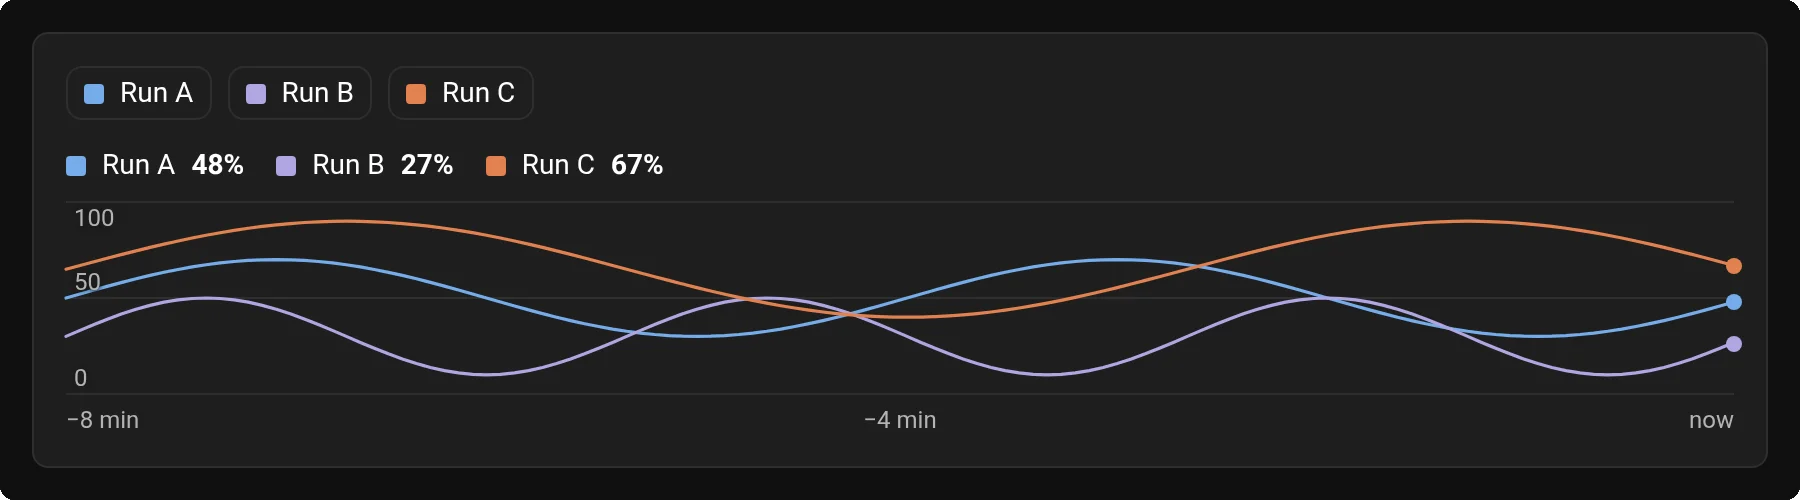 Run A Run B Run C
Run A 48% Run B 27% Run C 67%
100
50
0
−8 min −4 min now